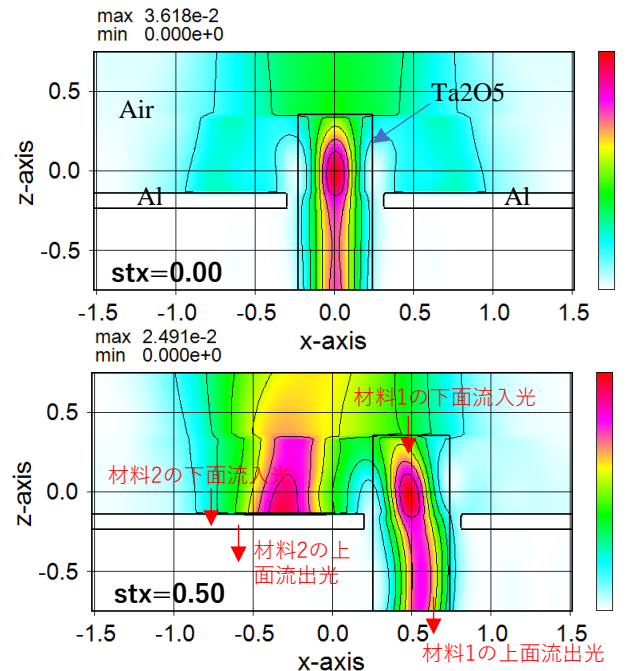 max 3.618e-2
min 0.000e+0
Air
Ta2O5
Al
Al
stx=0.00
z-axis
0.5
0.0
-0.5
-1.5 -1.0 -0.5 0.0 0.5 1.0 1.5
x-axis
max 2.491e-2
min 0.000e+0
材料1の下面流入光
材料2の下面流入光
材料2の上
面流出光
stx=0.50
z-axis
0.5
0.0
-0.5
-1.5 -1.0 -0.5 0.0 0.5 1.0 1.5
材料1の上面流出光
x-axis